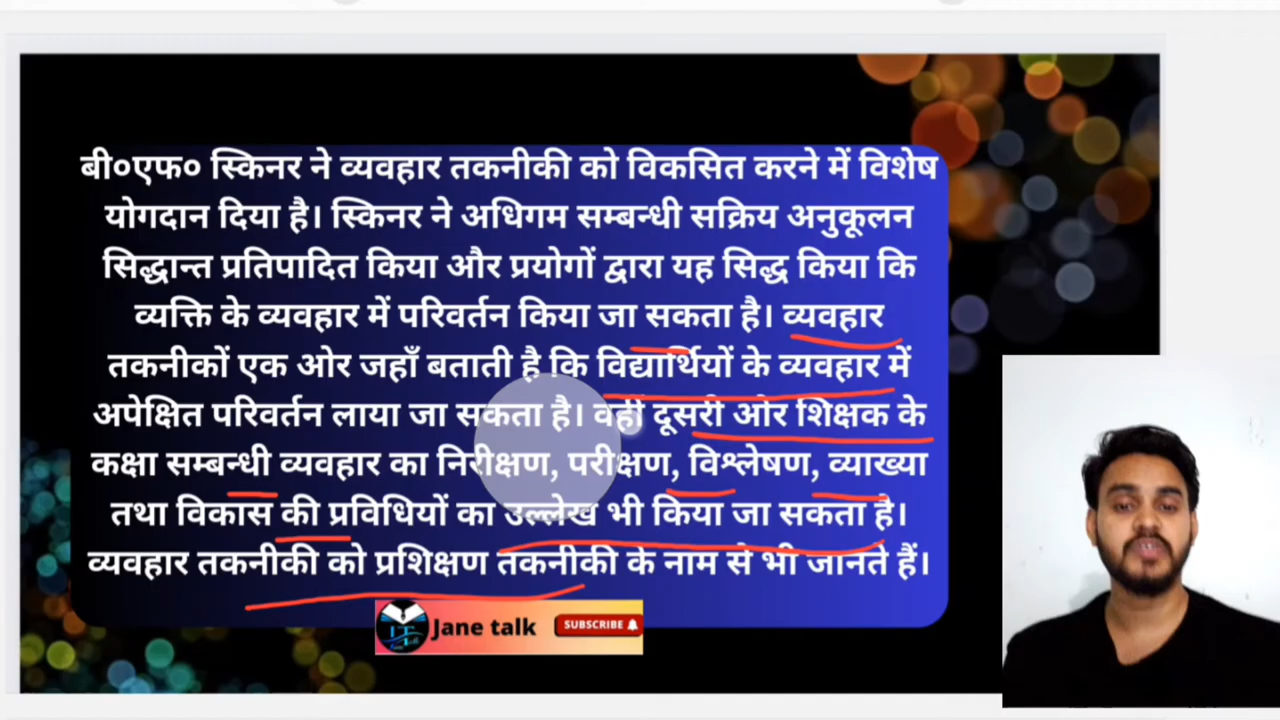 बी०एफ० स्किनर ने व्यवहार तकनीकी को विकसित करने में विशेष
योगदान दिया है। स्किनर ने अधिगम सम्बन्धी सक्रिय अनुकूलन
सिद्धान्त प्रतिपादित किया और प्रयोगों द्वारा यह सिद्ध किया कि
व्यक्ति के व्यवहार में परिवर्तन किया जा सकता है। व्यवहार
तकनीकों एक ओर जहाँ बताती है कि विद्यार्थियों के व्यवहार में
अपेक्षित परिवर्तन लाया जा सकता है। वही दूसरी ओर शिक्षक के
कक्षा सम्बन्धी व्यवहार का निरीक्षण, परीक्षण, विश्लेषण, व्याख्या
तथा विकास की प्रविधियों का उल्लेख भी किया जा सकता है।
व्यवहार तकनीकी को प्रशिक्षण तकनीकी के नाम से भी जानते हैं।
Jane talk SUBSCRIBE